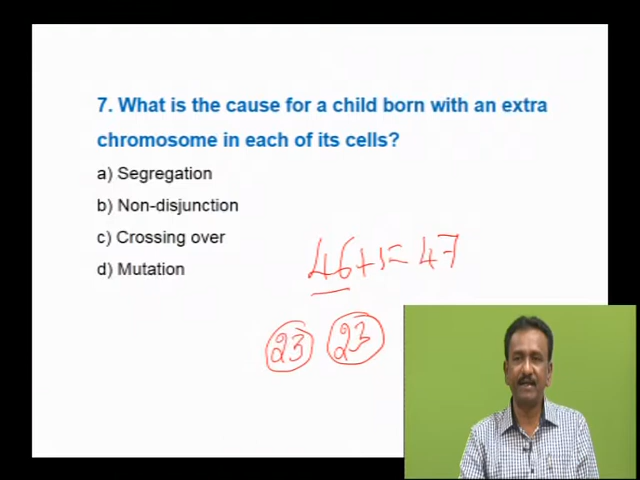 7. What is the cause for a child born with an extra
chromosome in each of its cells?
a) Segregation
b) Non-disjunction
c) Crossing over
d) Mutation
46+1=47
23 23